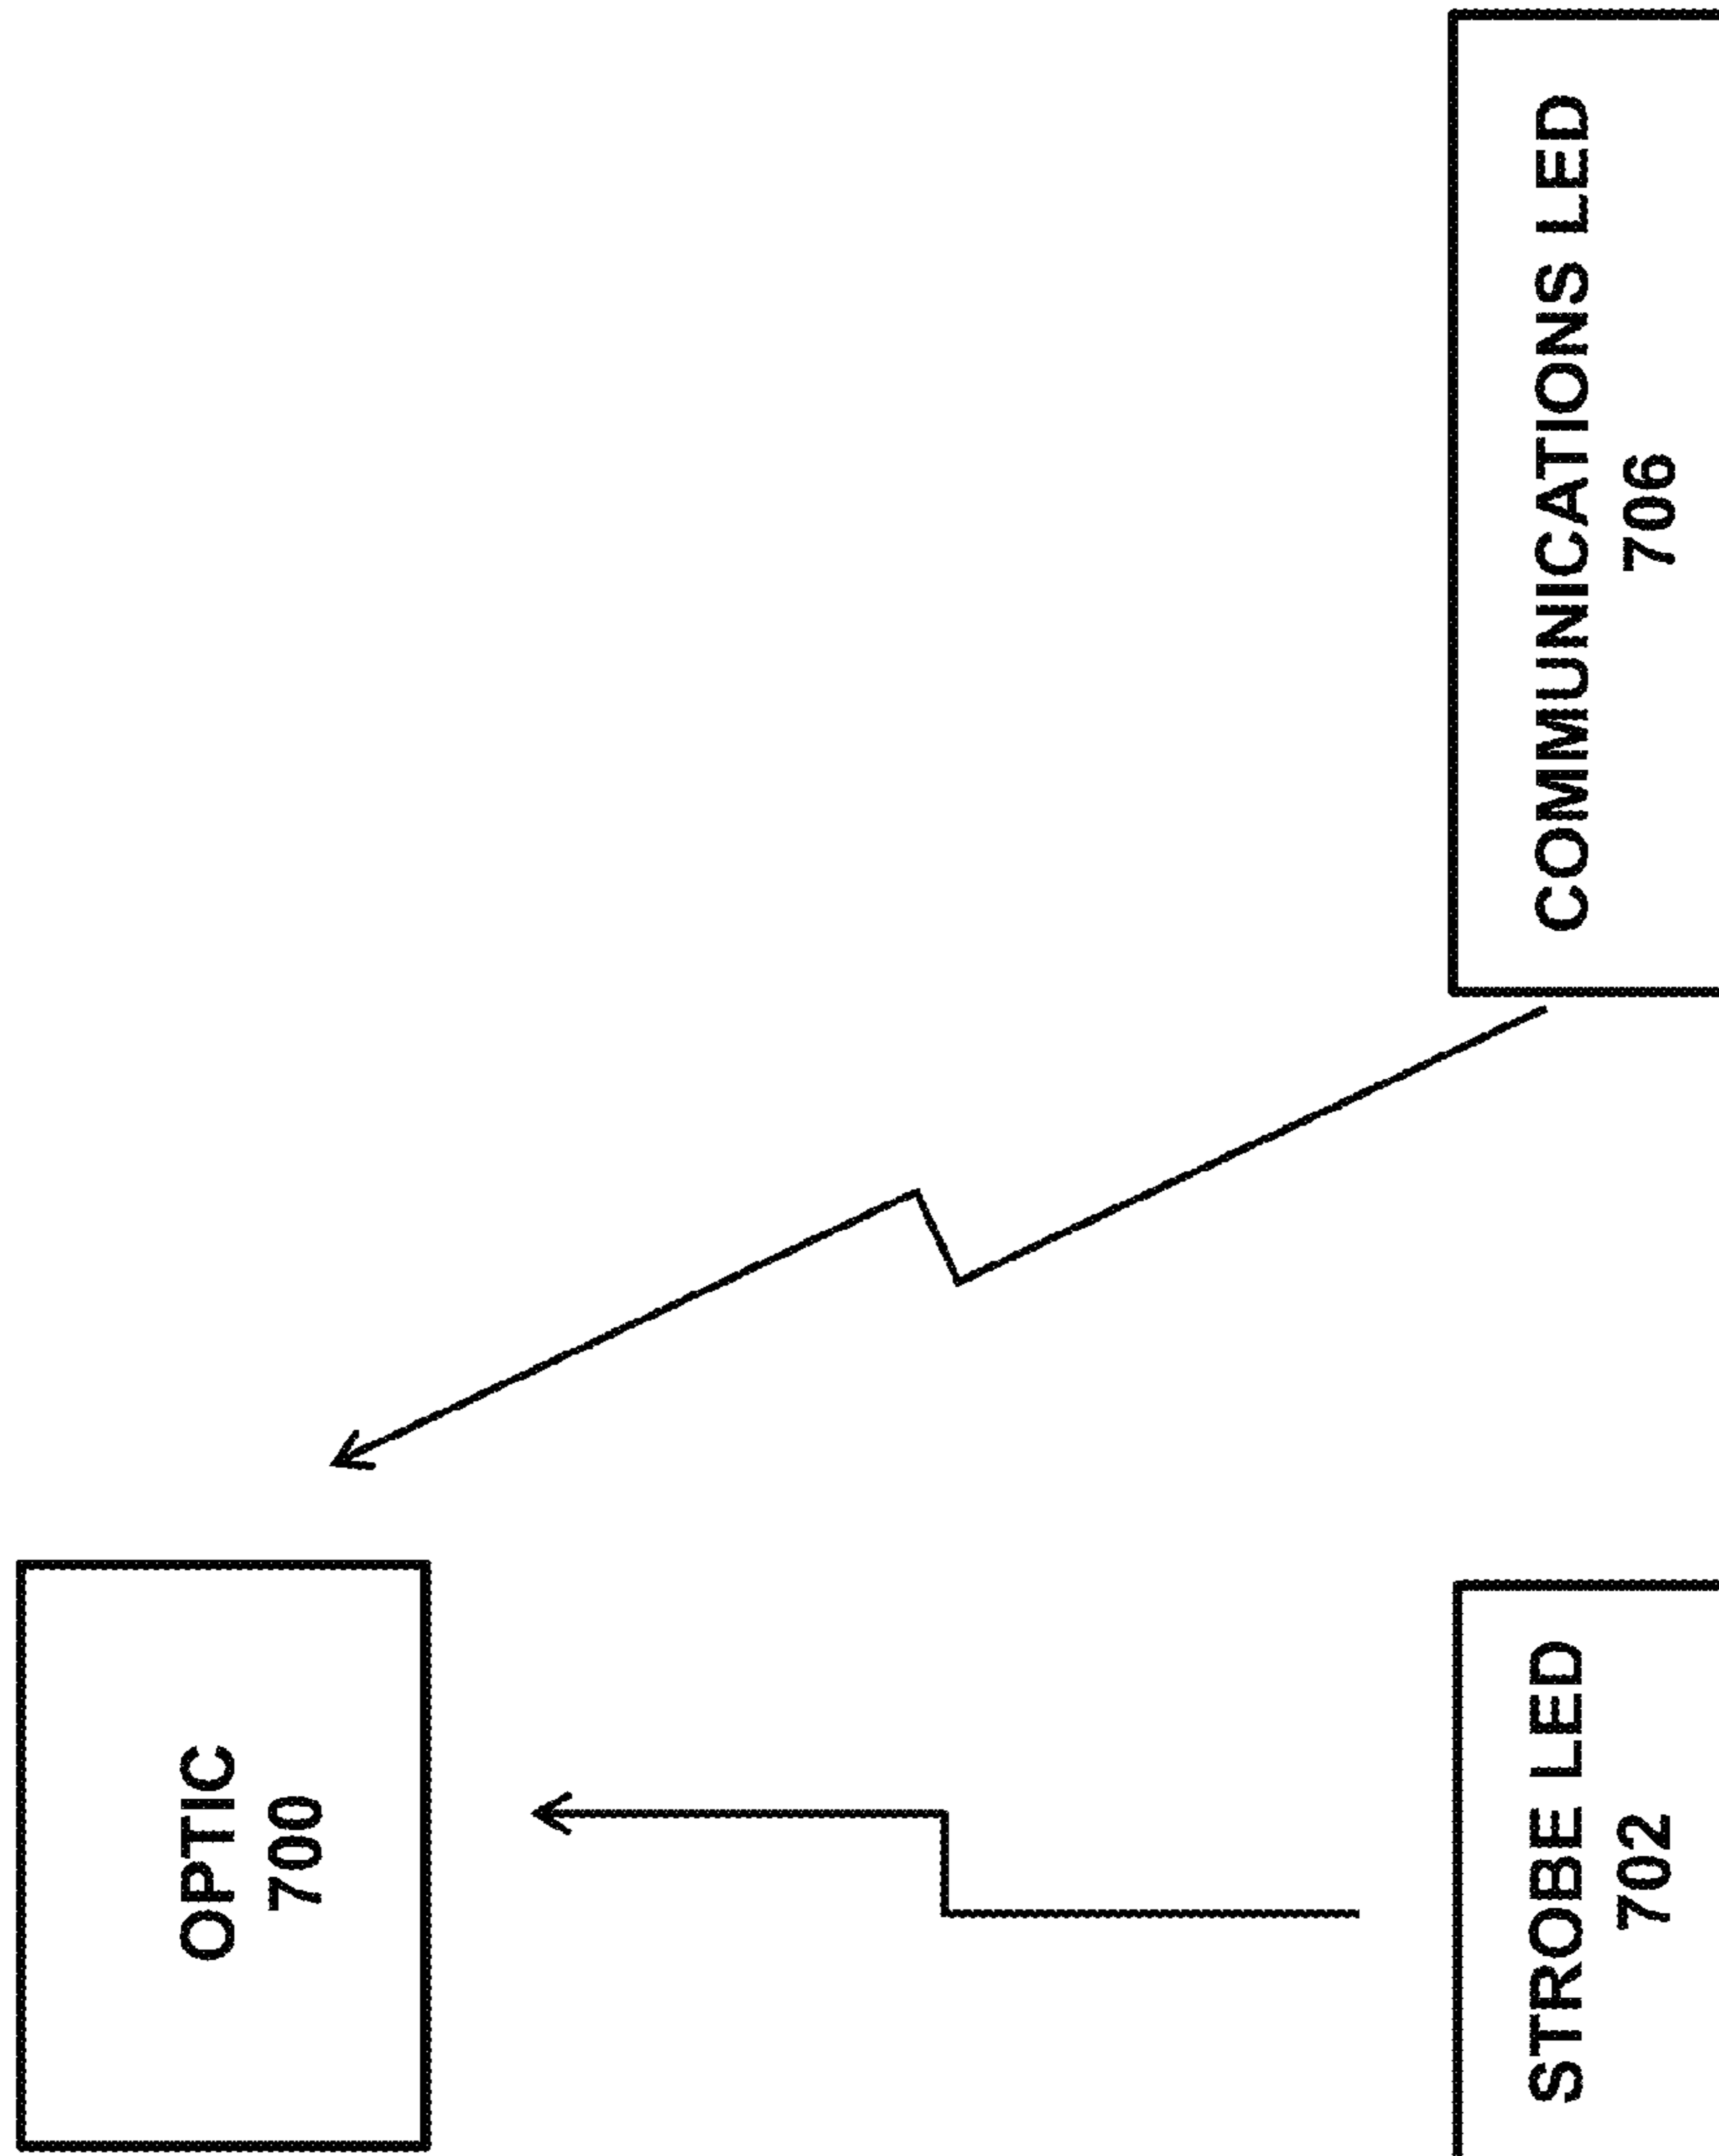 OPTIC
700
STROBE LED
702
COMMUNICATIONS LED
706